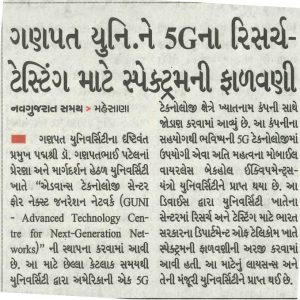 ગણપત યુનિ.ને 5Gના રિસર્ચ-
ટેસ્ટિંગ માટે સ્પેક્ટ્રમની ફાળવણી
નવગુજરાત સમય > મહેસાણા
ગણપત યુનિવર્સિટીના દૃષ્ટિવંત
પ્રમુખ પદ્મશ્રી ડૉ. ગણપતભાઈ પટેલનાં
પ્રેરણા અને માર્ગદર્શન હેઠળ યુનિવર્સિટી
ખાતે "એડવાન્સ ટેકનોલોજી સેન્ટર
ફોર નેક્સ્ટ જનરેશન નેટવર્ક (GUNI
- Advanced Technology Cen-
tre for Next-Generation Net-
works)" ની સ્થાપના કરવામાં આવી
છે. આ માટે છેલ્લા કેટલાક સમયથી
યુનિવર્સિટી દ્વારા અમેરિકાની એક 5G
ટેકનોલોજી ક્ષેત્રે ખ્યાતનામ કંપની સાથે
જોડાણ કરવામાં આવ્યું છે. આ કંપનીના
સહયોગથી ભવિષ્યની 5G ટેકનોલોજીમાં
ઉપયોગી એવા અતિ મહત્વના મોબાઈલ
વાયરલેસ બેકહોલ ઈક્વિપમેન્ટ્સ-
યંત્રો યુનિવર્સિટીને પ્રાપ્ત થયા છે. આ
ડિવાઈસ દ્વારા યુનિવર્સિટી ખાતેના
સેન્ટરમાં રિસર્ચ અને ટેસ્ટિંગ માટે ભારત
સરકારના ડિપાર્ટમેન્ટ ઓફ ટેલિકોમ ખાતે
સ્પેક્ટ્રમની ફાળવણીની અરજી કરવામાં
આવી હતી. આ માટેનું લાયસન્સ અને
તેની મંજૂરી યુનિવર્સિટીને પ્રાપ્ત થઈ છે.